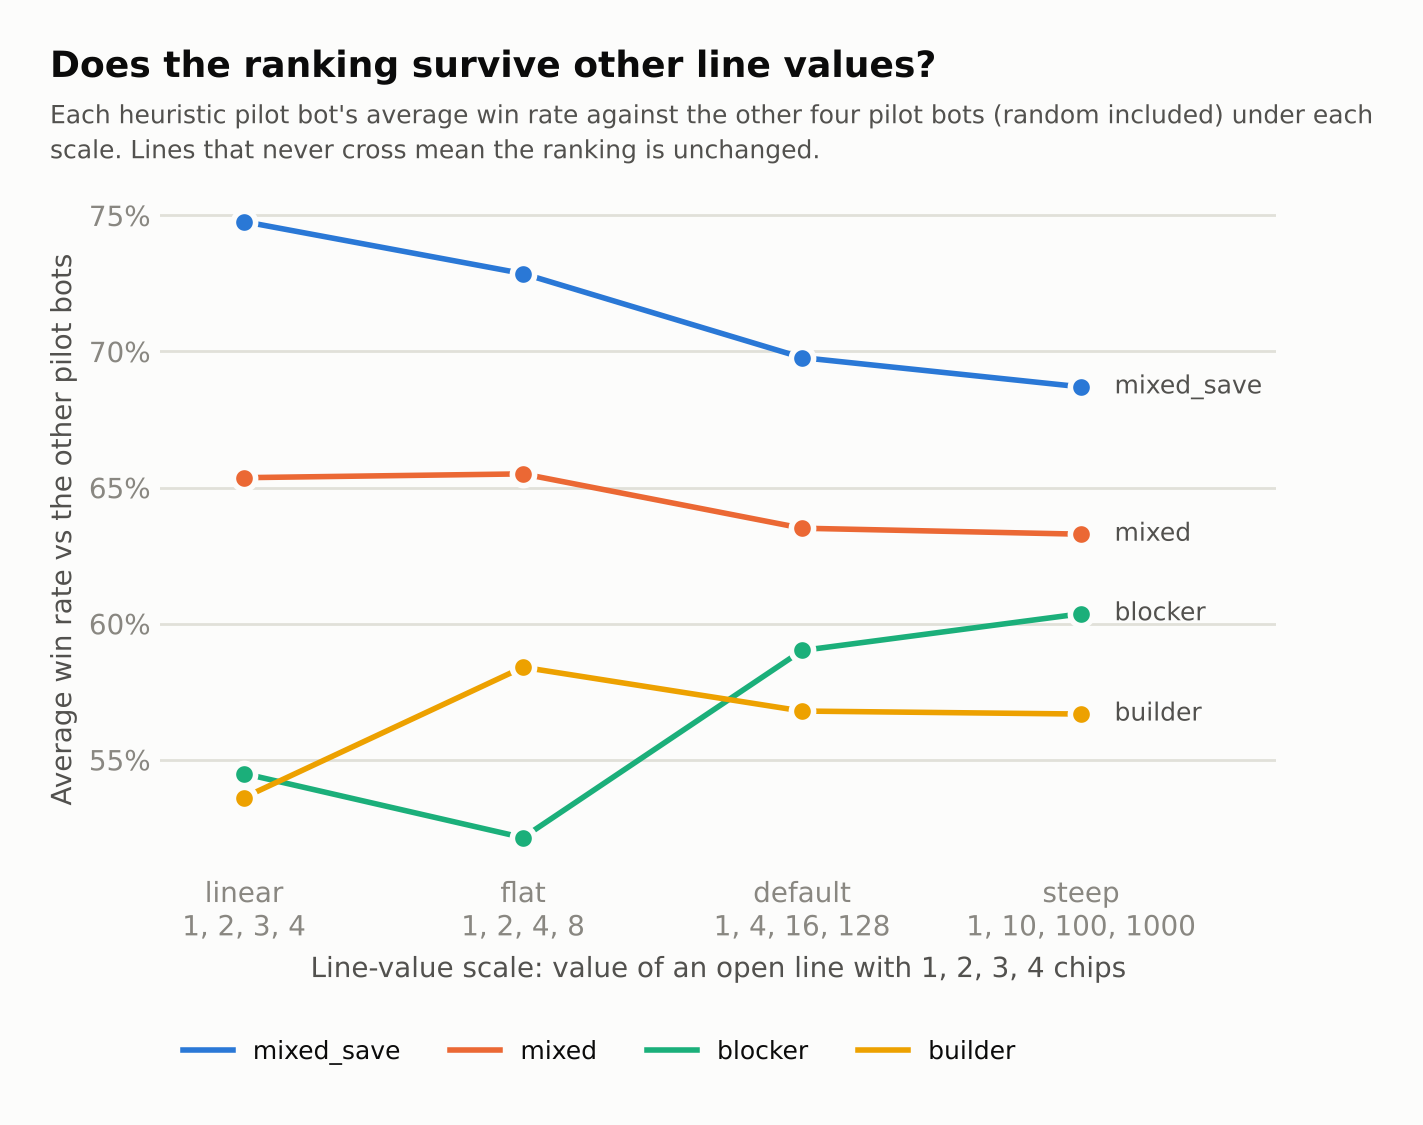 Does the ranking survive other line values?
Each heuristic pilot bot's average win rate against the other four pilot bots (random included) under each
scale. Lines that never cross mean the ranking is unchanged.
Average win rate vs the other pilot bots
75%
70%
65%
60%
55%
mixed_save
mixed
blocker
builder
linear
1, 2, 3, 4
flat
1, 2, 4, 8
default
1, 4, 16, 128
steep
1, 10, 100, 1000
Line-value scale: value of an open line with 1, 2, 3, 4 chips
mixed_save
mixed
blocker
builder